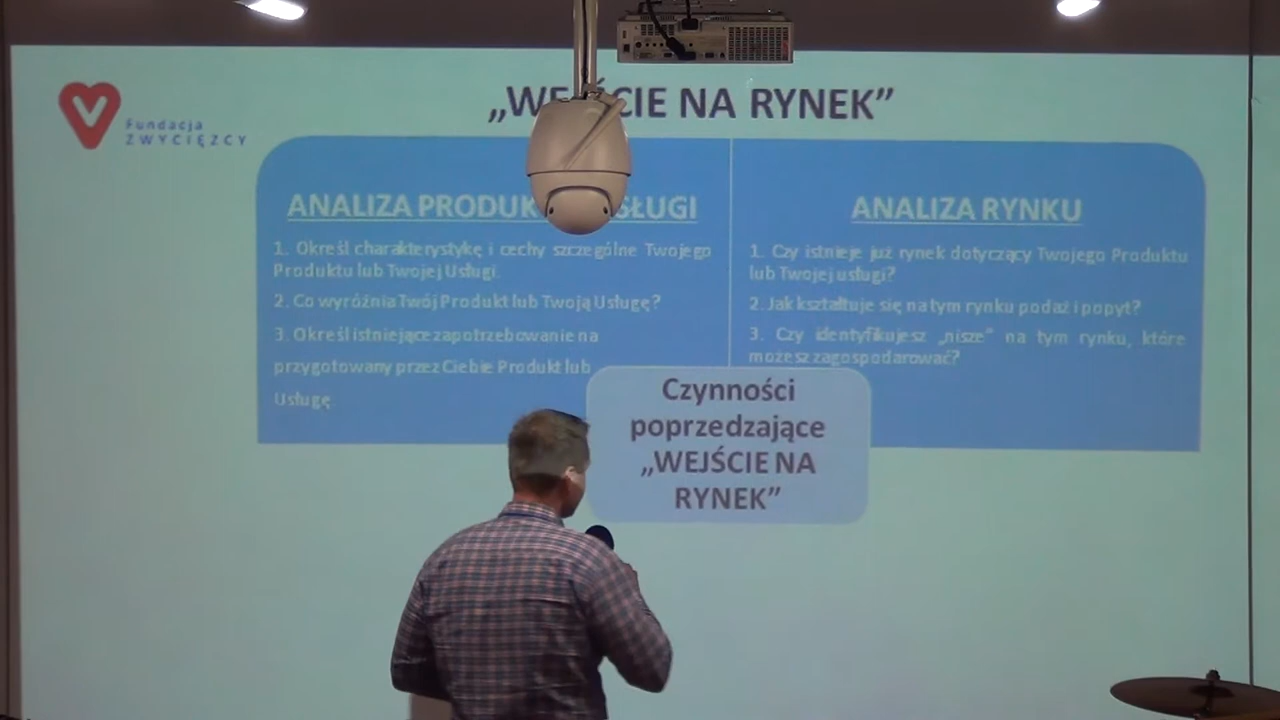 „WEJŚCIE NA RYNEK”
Fundacja
ZWYCIĘZCY
ANALIZA PRODUK SŁUGI
1. Określ charakterystykę i cechy szczególne Twojego
Produktu lub Twojej Usługi.
2. Co wyróżnia Twój Produkt lub Twoją Usługę?
3. Określ istniejące zapotrzebowanie na
przygotowany przez Ciebie Produkt lub
Usługę
ANALIZA RYNKU
1. Czy istnieje już rynek dotyczący Twojego Produktu
lub Twojej usługi?
2. Jak kształtuje się na tym rynku podaż i popyt?
3. Czy identyfikujesz „nisze” na tym rynku, które
możesz zagospodarować?
Czynności
poprzedzające
„WEJŚCIE NA
RYNEK”